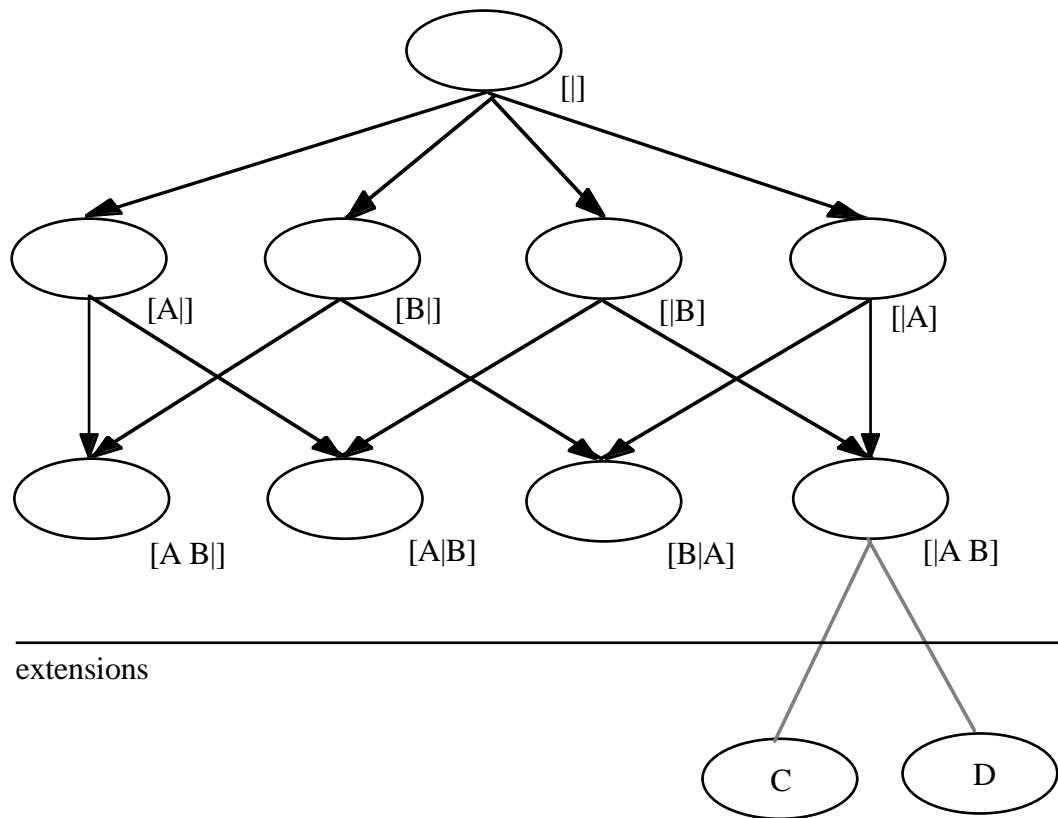 [|]
[A|]
[B|]
[|B]
[|A]
[A B|]
[A|B]
[B|A]
[|A B]
extensions
C
D